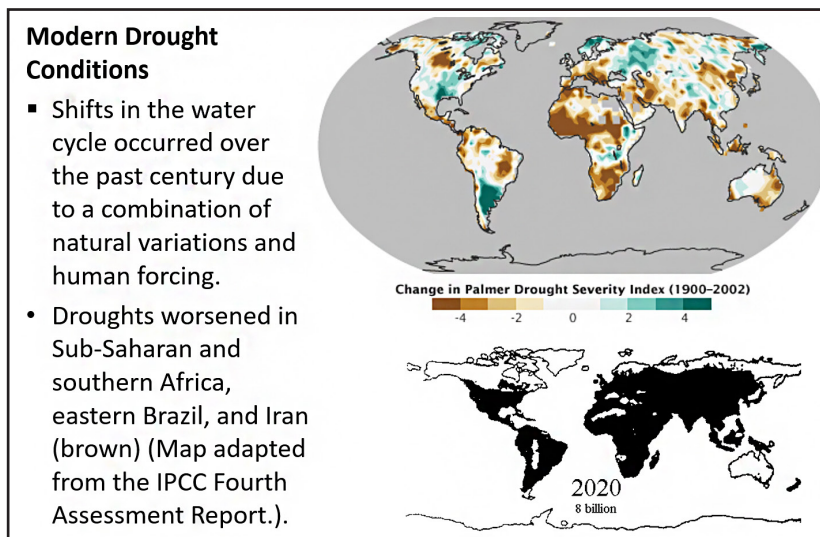 Modern Drought
Conditions
▪ Shifts in the water
cycle occurred over
the past century due
to a combination of
natural variations and
human forcing.
• Droughts worsened in
Sub-Saharan and
southern Africa,
eastern Brazil, and Iran
(brown) (Map adapted
from the IPCC Fourth
Assessment Report.).
Change in Palmer Drought Severity Index (1900–2002)
-4 -2 0 2 4
2020
8 billion